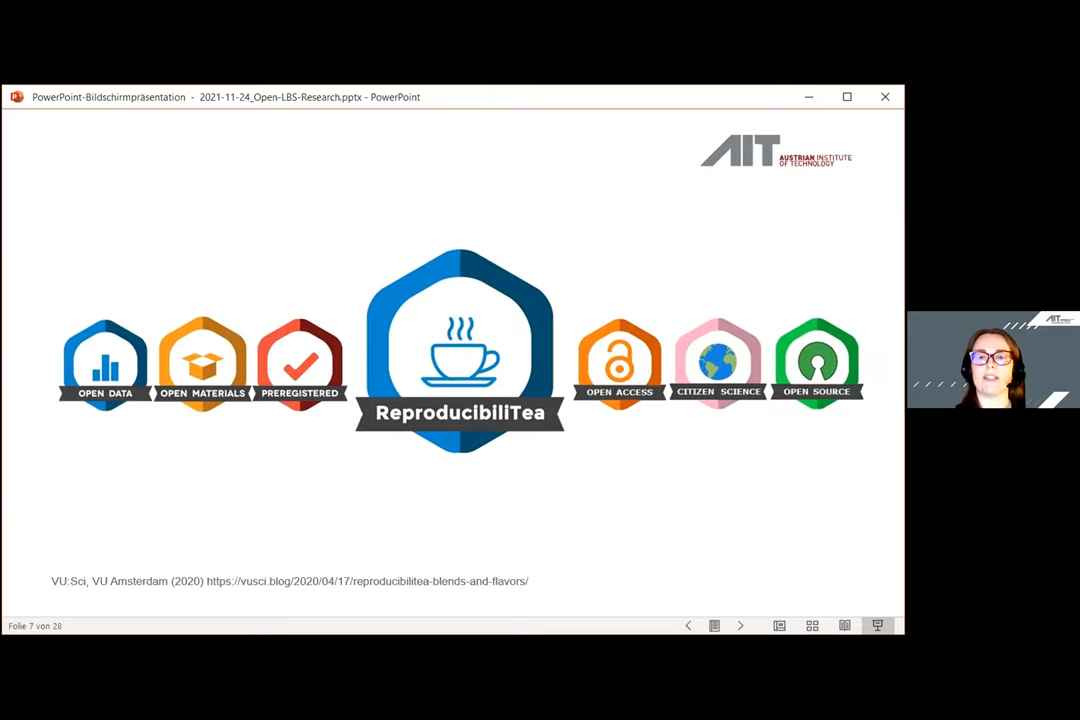 PowerPoint-Bildschirmpräsentation - 2021-11-24_Open-LBS-Research.pptx - PowerPoint
AIT AUSTRIAN INSTITUTE
OF TECHNOLOGY
OPEN DATA
OPEN MATERIALS
PREREGISTERED
ReproducibiliTea
OPEN ACCESS
CITIZEN SCIENCE
OPEN SOURCE
AIT
VU:Sci, VU Amsterdam (2020) https://vusci.blog/2020/04/17/reproducibilitea-blends-and-flavors/
Folie 7 von 28